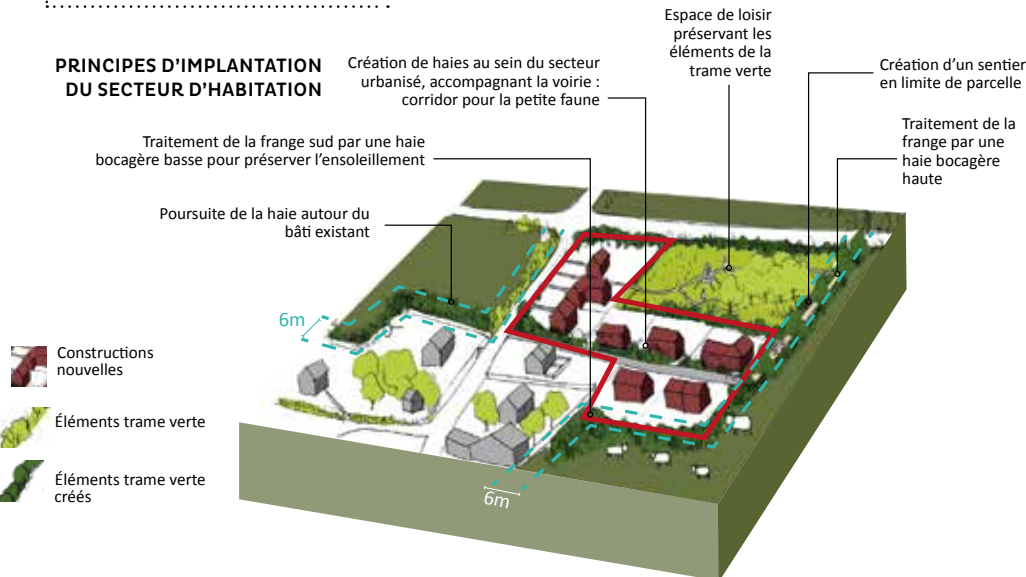 PRINCIPES D'IMPLANTATION
DU SECTEUR D'HABITATION
Création de haies au sein du secteur
urbanisé, accompagnant la voirie :
corridor pour la petite faune
Espace de loisir
préservant les
éléments de la
trame verte
Création d'un sentier
en limite de parcelle
Traitement de la
frange par une
haie bocagère
haute
Traitement de la frange sud par une haie
bocagère basse pour préserver l'ensoleillement
Poursuite de la haie autour du
bâti existant
6m
Constructions
nouvelles
Éléments trame verte
Éléments trame verte
créés
6m